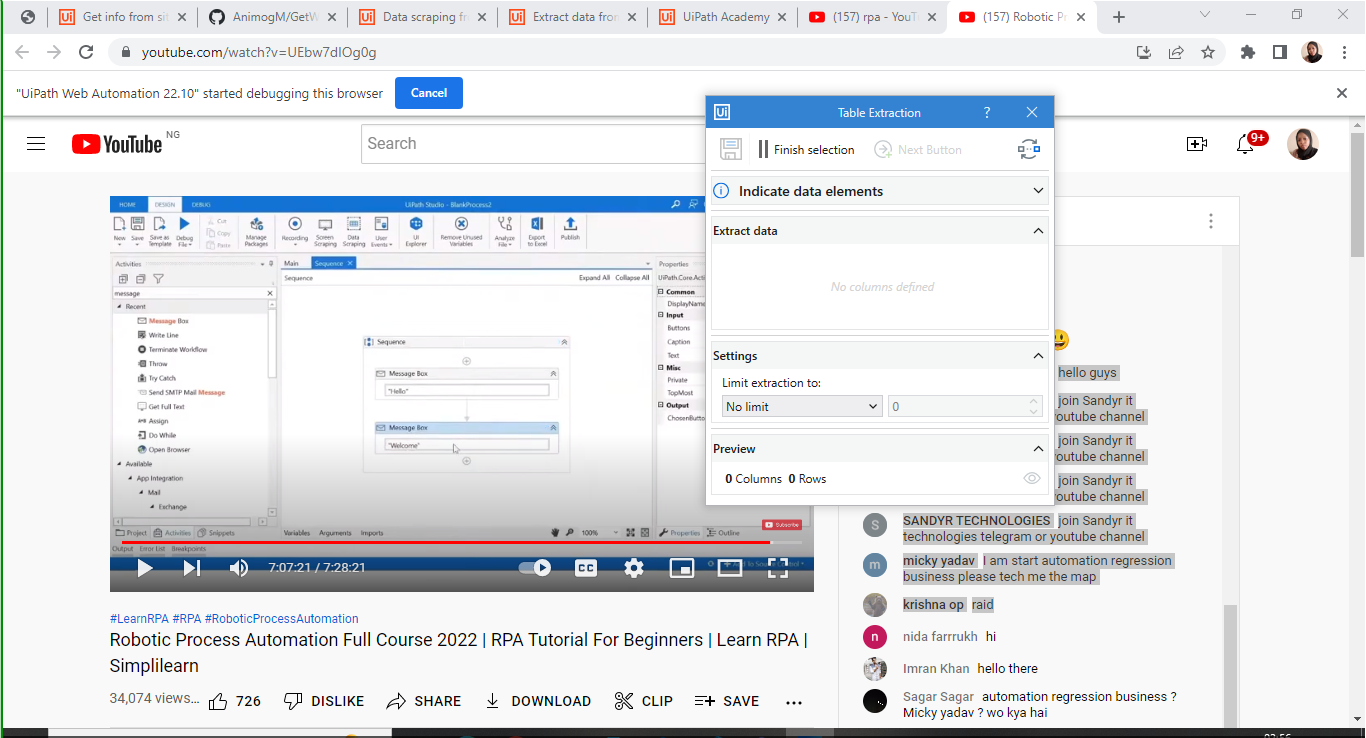 Get info from sit
AnimogM/GetW
Data scraping fr
Extract data from
UiPath Academy
(157) rpa - YouT
(157) Robotic Pr
youtube.com/watch?v=UEbw7dIOg0g
"UiPath Web Automation 22.10" started debugging this browser
Cancel
YouTube NG
Search
9+
Ui
Table Extraction
?
Finish selection
Next Button
Indicate data elements
Extract data
No columns defined
Settings
Limit extraction to:
No limit
0
Preview
0 Columns 0 Rows
HOME DESIGN DEBUG
UiPath Studio - BlankProcess2
New
Save
Save as Template
Debug File
Cut
Copy
Paste
Manage Packages
Recording
Screen Scraping
Data Scraping
User Events
UI Explorer
Remove Unused Variables
Analyze File
Export to Excel
Publish
Activities
message
Recent
Message Box
Write Line
Terminate Workflow
Throw
Try Catch
Send SMTP Mail Message
Get Full Text
Assign
Do While
Open Browser
Available
App Integration
Mail
Exchange
Project Activities Snippets
Output Error List Breakpoints
Main Sequence
Sequence
Expand All Collapse All
Sequence
Message Box
"Hello"
Message Box
"Welcome"
Variables Arguments Imports
100%
Properties
UiPath.Core.Acti
Common
DisplayName
Input
Buttons
Caption
Text
Misc
Private
TopMost
Output
ChosenButto
Properties Outline
Subscribe
Add to Source Control
7:07:21 / 7:28:21
CC
#LearnRPA #RPA #RoboticProcessAutomation
Robotic Process Automation Full Course 2022 | RPA Tutorial For Beginners | Learn RPA |
Simplilearn
34,074 views...
726
DISLIKE
SHARE
DOWNLOAD
CLIP
SAVE
hello guys
join Sandyr it
youtube channel
join Sandyr it
youtube channel
join Sandyr it
youtube channel
S
SANDYR TECHNOLOGIES join Sandyr it
technologies telegram or youtube channel
m
micky yadav I am start automation regression
business please tech me the map
krishna op raid
n
nida farrrukh hi
Imran Khan hello there
Sagar Sagar automation regression business ?
Micky yadav ? wo kya hai